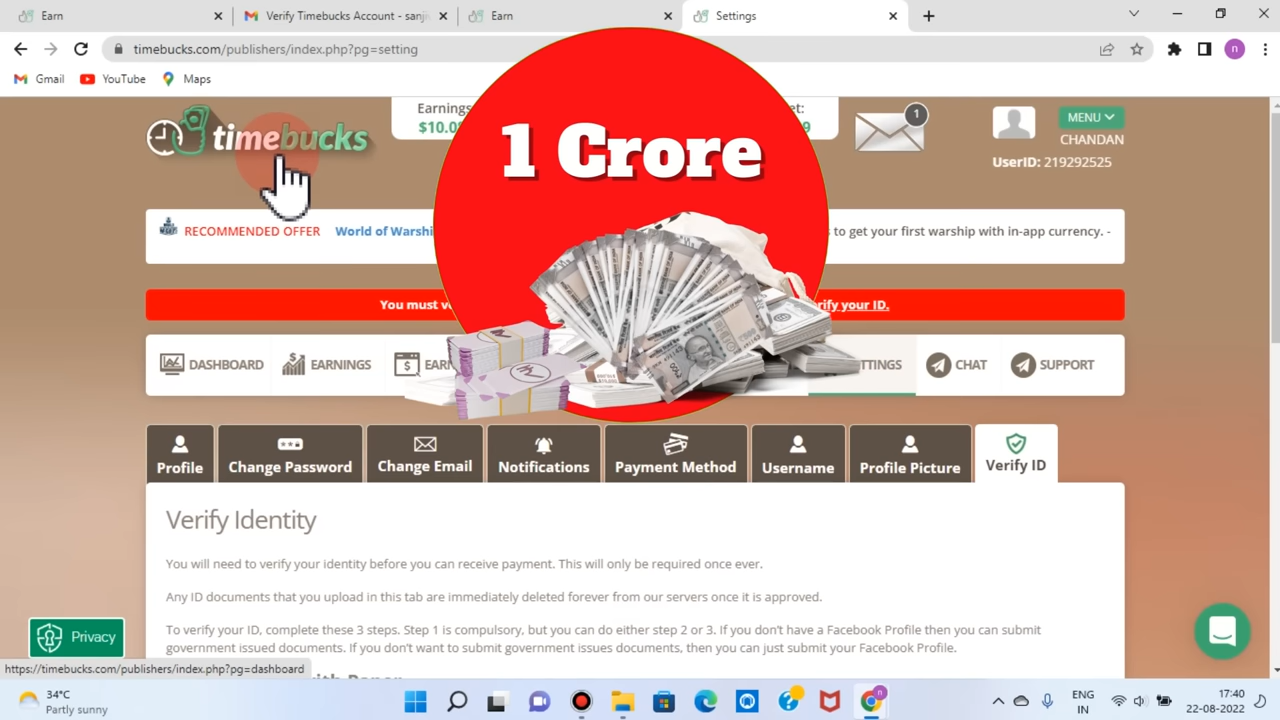 Earn
Verify Timebucks Account - sanji
Earn
Settings
timebucks.com/publishers/index.php?pg=setting
n
Gmail
YouTube
Maps
timebucks
Earnings
$10.0
et:
9
1
MENU
CHANDAN
UserID: 219292525
1 Crore
RECOMMENDED OFFER World of Warshi
s to get your first warship with in-app currency. -
You must ve
rify your ID.
DASHBOARD
EARNINGS
EARN
TTINGS
CHAT
SUPPORT
Profile
Change Password
Change Email
Notifications
Payment Method
Username
Profile Picture
Verify ID
Verify Identity
You will need to verify your identity before you can receive payment. This will only be required once ever.
Any ID documents that you upload in this tab are immediately deleted forever from our servers once it is approved.
To verify your ID, complete these 3 steps. Step 1 is compulsory, but you can do either step 2 or 3. If you don't have a Facebook Profile then you can submit
government issued documents. If you don't want to submit government issues documents, then you can just submit your Facebook Profile.
Privacy
https://timebucks.com/publishers/index.php?pg=dashboard
34°C
Partly sunny
ENG
IN
17:40
22-08-2022